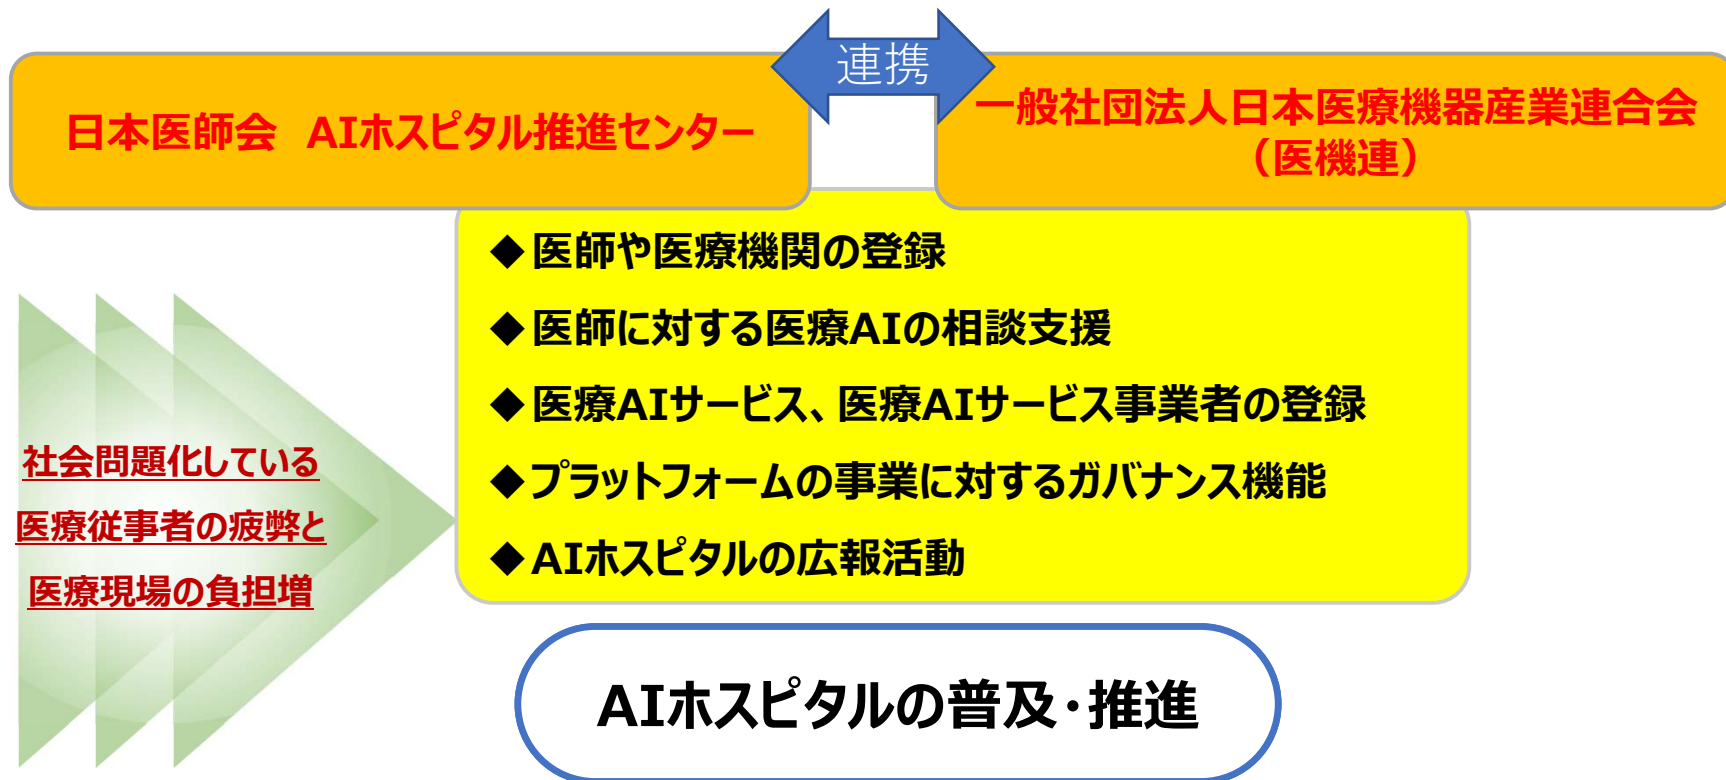 連携
日本医師会　AIホスピタル推進センター
一般社団法人日本医療機器産業連合会
（医機連）
◆医師や医療機関の登録
◆医師に対する医療AIの相談支援
◆医療AIサービス、医療AIサービス事業者の登録
◆プラットフォームの事業に対するガバナンス機能
◆AIホスピタルの広報活動
社会問題化している
医療従事者の疲弊と
医療現場の負担増
AIホスピタルの普及・推進